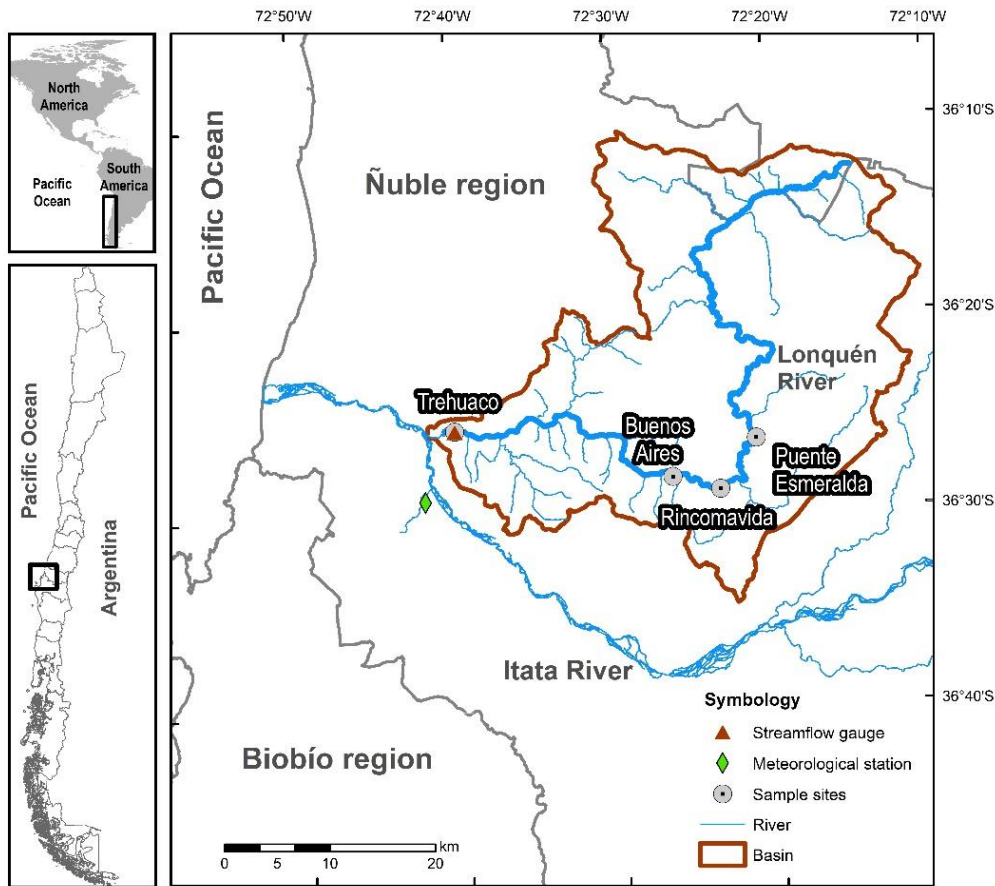 72°50'W 72°40'W 72°30'W 72°20'W 72°10'W
North
America
Pacific
Ocean
South
America
Pacific Ocean
Argentina
36°10'S
36°20'S
36°30'S
36°40'S
Pacific Ocean
Ñuble region
Lonquén
River
Trehuaco
Buenos
Aires
Puente
Esmeralda
Rincomavida
Itata River
Biobío region
Symbology
Streamflow gauge
Meteorological station
Sample sites
River
Basin
km
0 5 10 20